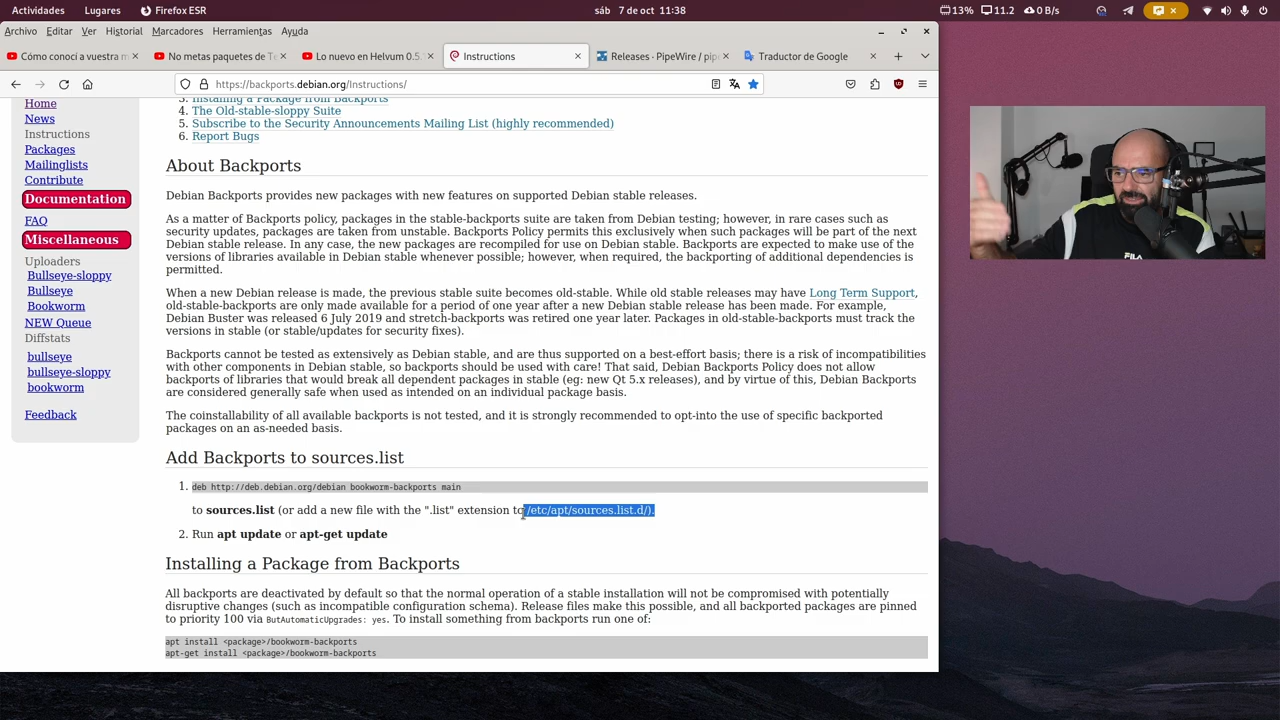 Actividades
Lugares
Firefox ESR
sáb 7 de oct 11:38
13%
11.2
0 B/s
Archivo Editar Ver Historial Marcadores Herramientas Ayuda
Cómo conocí a vuestra m
No metas paquetes de Te
Lo nuevo en Helvum 0.5.
Instructions
Releases · PipeWire / pip
Traductor de Google
https://backports.debian.org/Instructions/
Home
News
Instructions
Packages
Mailinglists
Contribute
Documentation
FAQ
Miscellaneous
Uploaders
Bullseye-sloppy
Bullseye
Bookworm
NEW Queue
Diffstats
bullseye
bullseye-sloppy
bookworm
Feedback
3. Installing a Package from Backports
4. The Old-stable-sloppy Suite
5. Subscribe to the Security Announcements Mailing List (highly recommended)
6. Report Bugs
About Backports
Debian Backports provides new packages with new features on supported Debian stable releases.
As a matter of Backports policy, packages in the stable-backports suite are taken from Debian testing; however, in rare cases such as
security updates, packages are taken from unstable. Backports Policy permits this exclusively when such packages will be part of the next
Debian stable release. In any case, the new packages are recompiled for use on Debian stable. Backports are expected to make use of the
versions of libraries available in Debian stable whenever possible; however, when required, the backporting of additional dependencies is
permitted.
When a new Debian release is made, the previous stable suite becomes old-stable. While old stable releases may have Long Term Support,
old-stable-backports are only made available for a period of one year after a new Debian stable release has been made. For example,
Debian Buster was released 6 July 2019 and stretch-backports was retired one year later. Packages in old-stable-backports must track the
versions in stable (or stable/updates for security fixes).
Backports cannot be tested as extensively as Debian stable, and are thus supported on a best-effort basis; there is a risk of incompatibilities
with other components in Debian stable, so backports should be used with care! That said, Debian Backports Policy does not allow
backports of libraries that would break all dependent packages in stable (eg: new Qt 5.x releases), and by virtue of this, Debian Backports
are considered generally safe when used as intended on an individual package basis.
The coinstallability of all available backports is not tested, and it is strongly recommended to opt-into the use of specific backported
packages on an as-needed basis.
Add Backports to sources.list
1. deb http://deb.debian.org/debian bookworm-backports main
to sources.list (or add a new file with the ".list" extension to /etc/apt/sources.list.d/).
2. Run apt update or apt-get update
Installing a Package from Backports
All backports are deactivated by default so that the normal operation of a stable installation will not be compromised with potentially
disruptive changes (such as incompatible configuration schema). Release files make this possible, and all backported packages are pinned
to priority 100 via ButAutomaticUpgrades: yes. To install something from backports run one of:
apt install <package>/bookworm-backports
apt-get install <package>/bookworm-backports
FILA